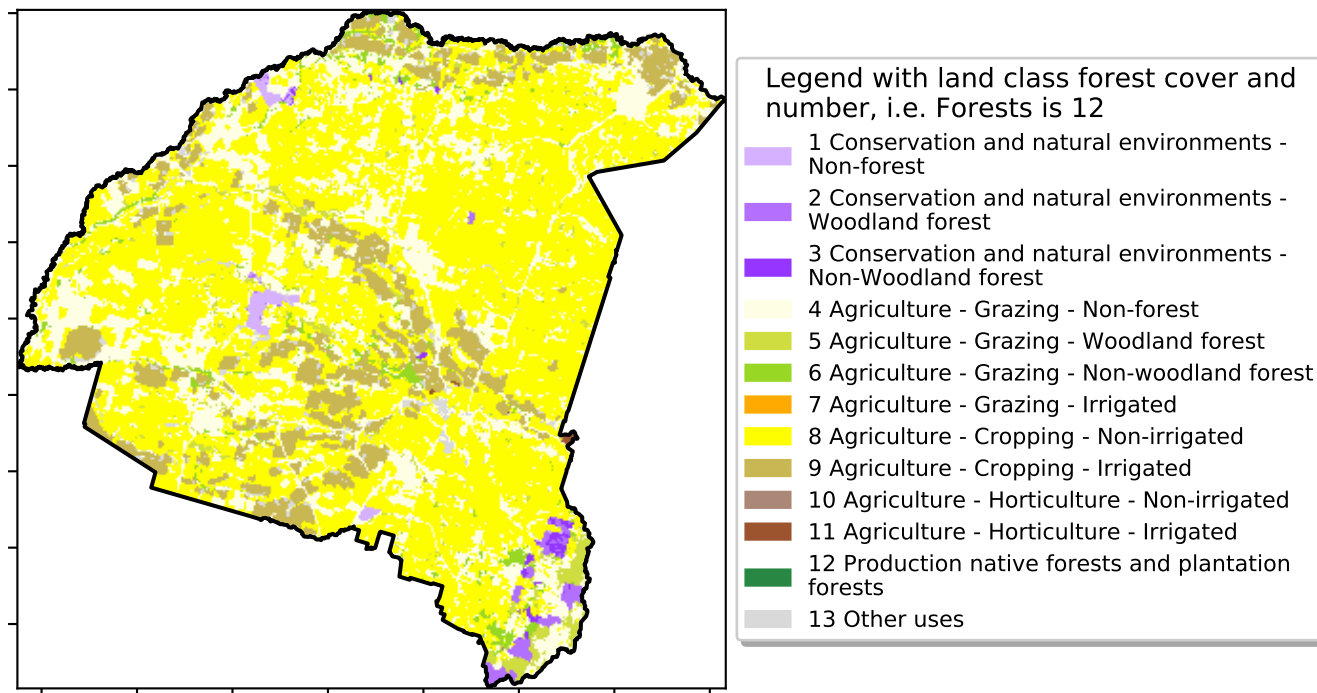 Legend with land class forest cover and
number, i.e. Forests is 12
1 Conservation and natural environments -
Non-forest
2 Conservation and natural environments -
Woodland forest
3 Conservation and natural environments -
Non-Woodland forest
4 Agriculture - Grazing - Non-forest
5 Agriculture - Grazing - Woodland forest
6 Agriculture - Grazing - Non-woodland forest
7 Agriculture - Grazing - Irrigated
8 Agriculture - Cropping - Non-irrigated
9 Agriculture - Cropping - Irrigated
10 Agriculture - Horticulture - Non-irrigated
11 Agriculture - Horticulture - Irrigated
12 Production native forests and plantation
forests
13 Other uses